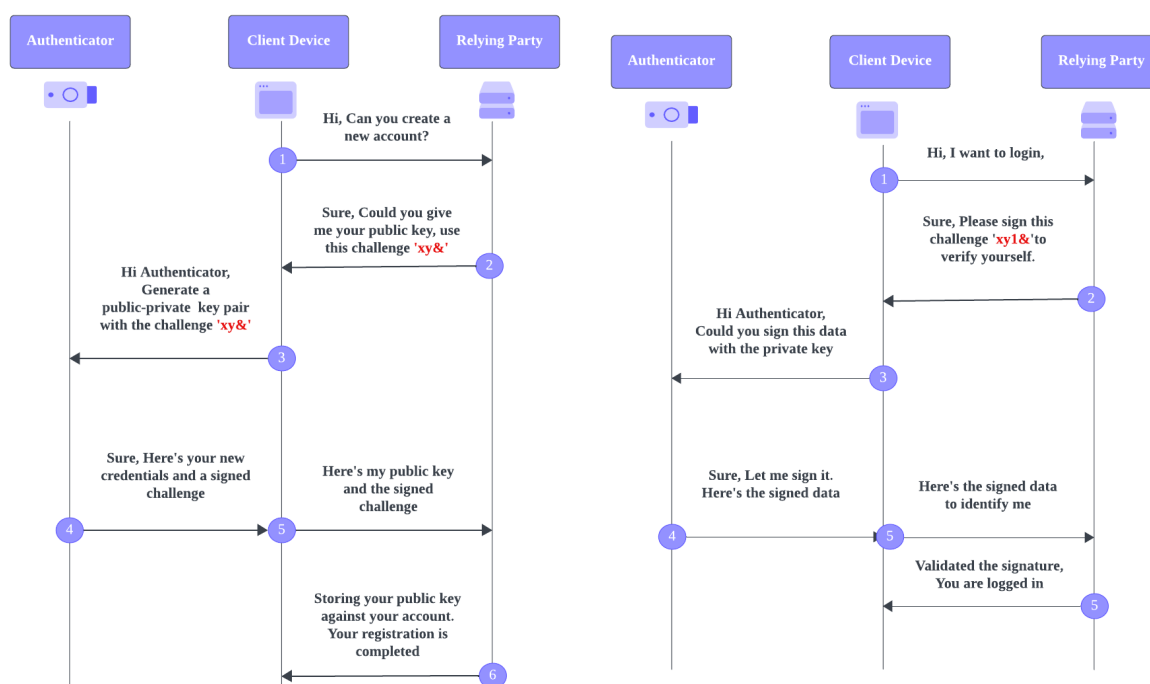 Authenticator
Client Device
Relying Party
Hi, Can you create a
new account?
1
Sure, Could you give
me your public key, use
this challenge 'xy&'
2
Hi Authenticator,
Generate a
public-private key pair
with the challenge 'xy&'
3
Sure, Here's your new
credentials and a signed
challenge
4
Here's my public key
and the signed
challenge
5
Storing your public key
against your account.
Your registration is
completed
6
Authenticator
Client Device
Relying Party
Hi, I want to login,
1
Sure, Please sign this
challenge 'xy1&'to
verify yourself.
2
Hi Authenticator,
Could you sign this data
with the private key
3
Sure, Let me sign it.
Here's the signed data
4
Here's the signed data
to identify me
5
Validated the signature,
You are logged in
5